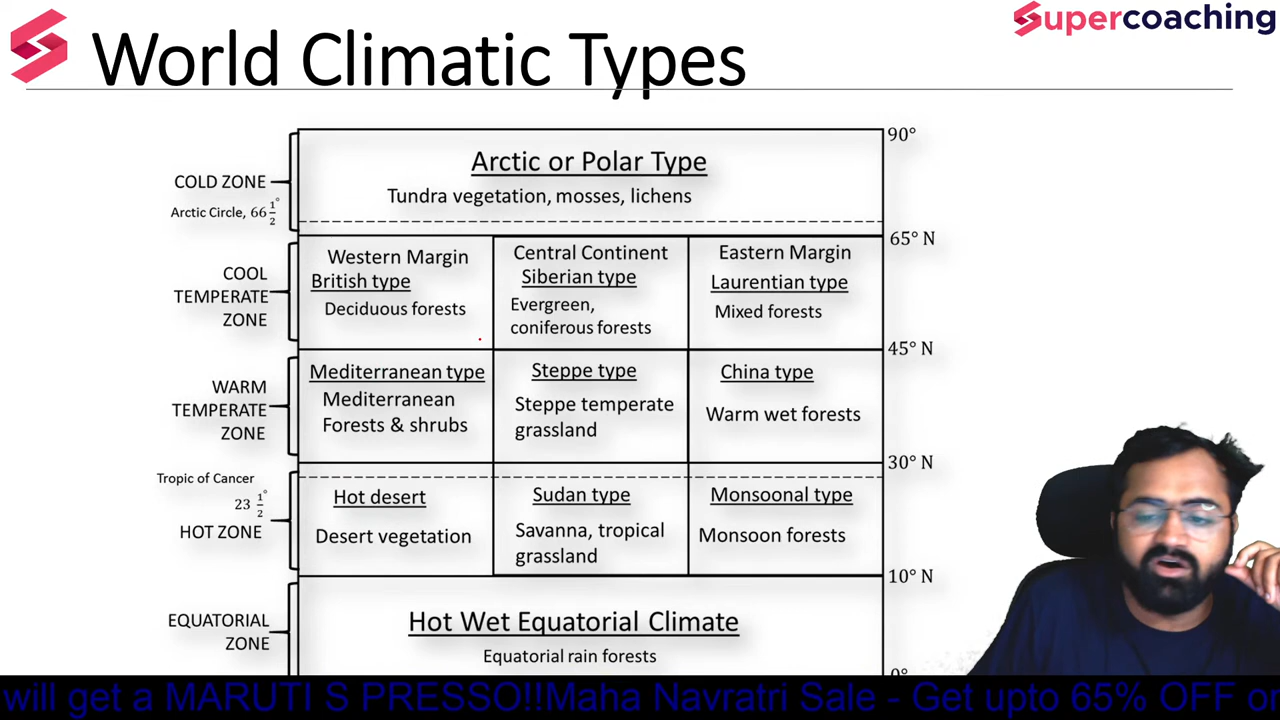 Supercoaching
World Climatic Types
90°
Arctic or Polar Type
COLD ZONE
Tundra vegetation, mosses, lichens
Arctic Circle, 66 1/2°
65° N
COOL
TEMPERATE
ZONE
Western Margin
British type
Deciduous forests
Central Continent
Siberian type
Evergreen,
coniferous forests
Eastern Margin
Laurentian type
Mixed forests
45° N
WARM
TEMPERATE
ZONE
Mediterranean type
Mediterranean
Forests & shrubs
Steppe type
Steppe temperate
grassland
China type
Warm wet forests
30° N
Tropic of Cancer
23 1/2°
HOT ZONE
Hot desert
Desert vegetation
Sudan type
Savanna, tropical
grassland
Monsoonal type
Monsoon forests
10° N
EQUATORIAL
ZONE
Hot Wet Equatorial Climate
Equatorial rain forests
0°
will get a MARUTI S PRESSO!!Maha Navratri Sale - Get upto 65% OFF on